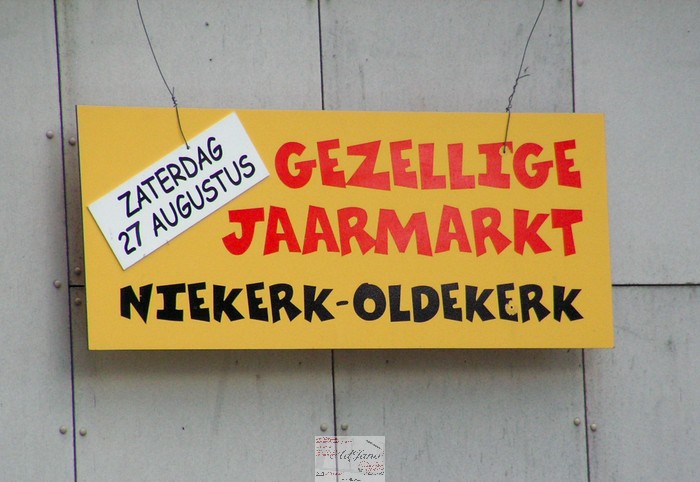 ZATERDAG
27 AUGUSTUS
GEZELLIGE
JAARMARKT
NIEKERK-OLDEKERK